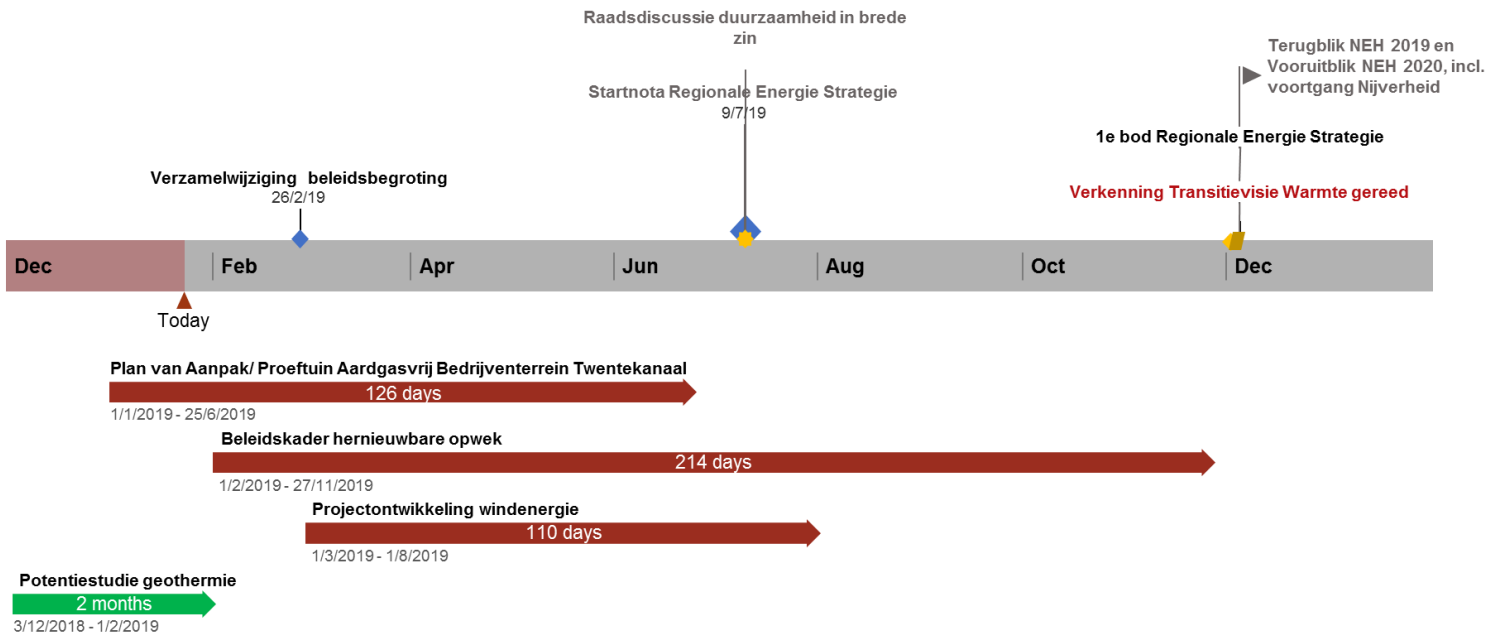 Raadsdiscussie duurzaamheid in brede
zin
Startnota Regionale Energie Strategie
9/7/19
Terugblik NEH 2019 en
Vooruitblik NEH 2020, incl.
voortgang Nijverheid
1e bod Regionale Energie Strategie
Verkenning Transitievisie Warmte gereed
Verzamelwijziging beleidsbegroting
26/2/19
Dec Feb Apr Jun Aug Oct Dec
Today
Plan van Aanpak/ Proeftuin Aardgasvrij Bedrijventerrein Twentekanaal
126 days
1/1/2019 - 25/6/2019
Beleidskader hernieuwbare opwek
214 days
1/2/2019 - 27/11/2019
Projectontwikkeling windenergie
110 days
1/3/2019 - 1/8/2019
Potentiestudie geothermie
2 months
3/12/2018 - 1/2/2019